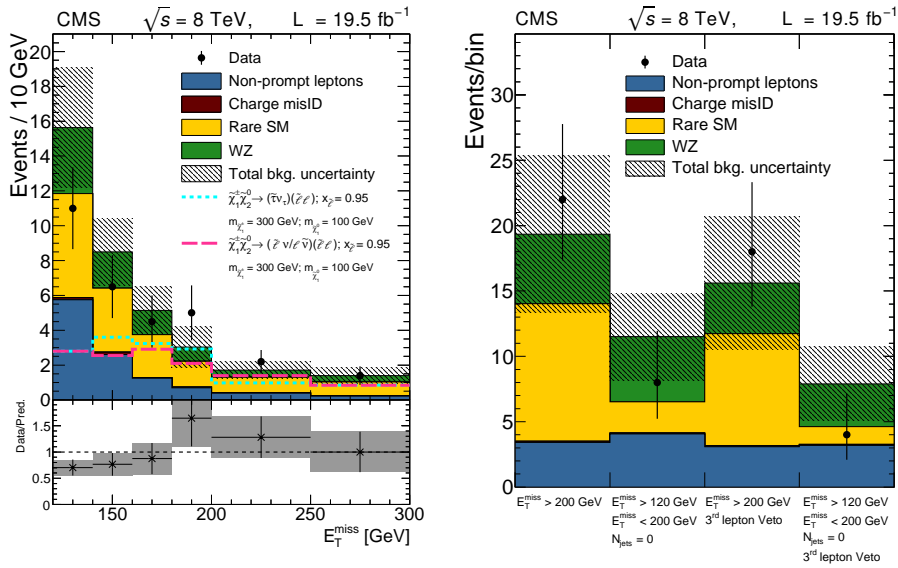 CMS √s = 8 TeV, L = 19.5 fb⁻¹
Events / 10 GeV
20
18
16
14
12
10
8
6
4
2
0
Data
Non-prompt leptons
Charge misID
Rare SM
WZ
Total bkg. uncertainty
χ̃₁±χ̃₂⁰→ (τ̃ν_τ)(ℓ̃ℓ); x_ℓ̃ = 0.95
m_χ̃₁± = 300 GeV; m_χ̃₁⁰ = 100 GeV
χ̃₁±χ̃₂⁰→ (ℓ̃ ν/ℓ ν̃)(ℓ̃ℓ); x_ℓ̃ = 0.95
m_χ̃₁± = 300 GeV; m_χ̃₁⁰ = 100 GeV
Data/Pred.
1.5
1
0.5
0
150 200 250 300
E_T^miss [GeV]
CMS √s = 8 TeV, L = 19.5 fb⁻¹
Events/bin
30
25
20
15
10
5
0
Data
Non-prompt leptons
Charge misID
Rare SM
WZ
Total bkg. uncertainty
E_T^miss > 200 GeV
E_T^miss > 120 GeV
E_T^miss < 200 GeV
N_jets = 0
E_T^miss > 200 GeV
3rd lepton Veto
E_T^miss > 120 GeV
E_T^miss < 200 GeV
N_jets = 0
3rd lepton Veto